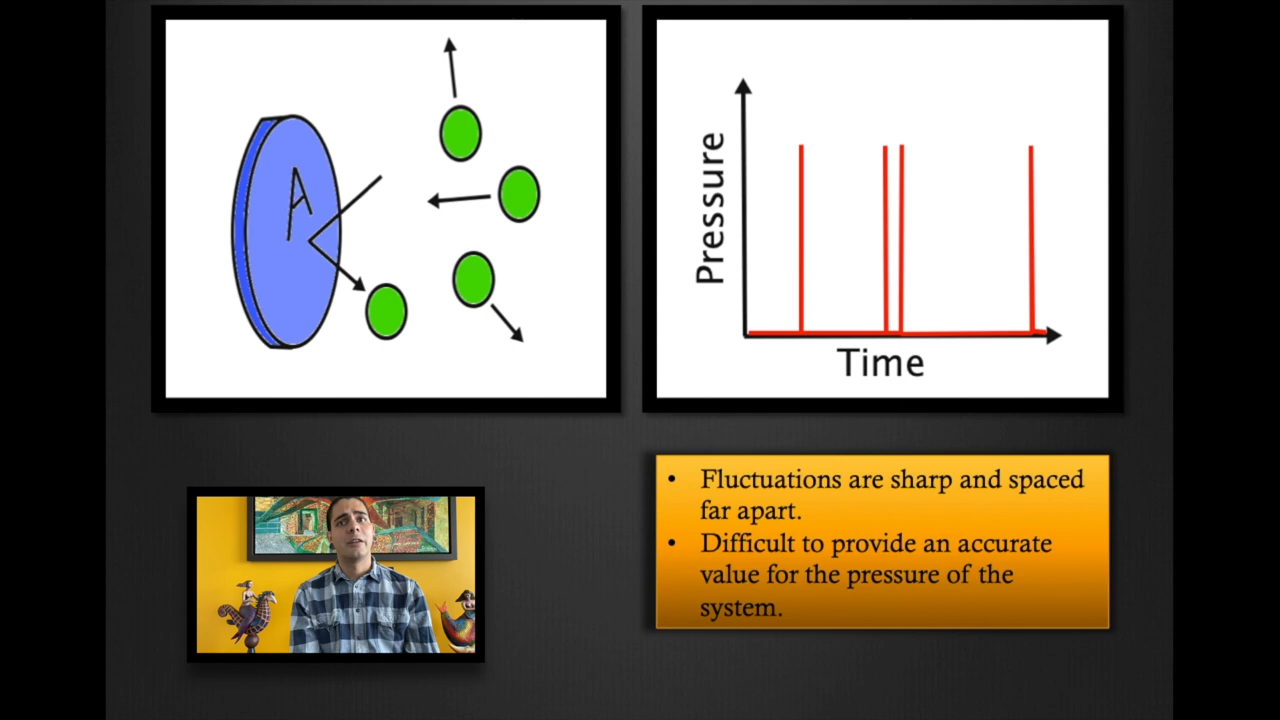 A
Pressure
Time
• Fluctuations are sharp and spaced
far apart.
• Difficult to provide an accurate
value for the pressure of the
system.